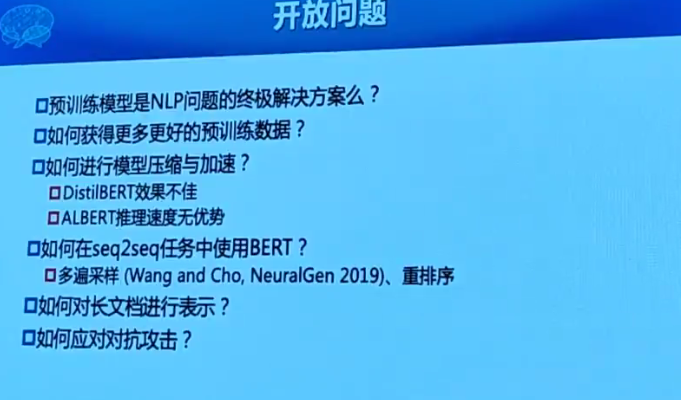 开放问题
预训练模型是NLP问题的终极解决方案么？
如何获得更多更好的预训练数据？
如何进行模型压缩与加速？
DistilBERT效果不佳
ALBERT推理速度无优势
如何在seq2seq任务中使用BERT？
多遍采样 (Wang and Cho, NeuralGen 2019)、重排序
如何对长文档进行表示？
如何应对对抗攻击？